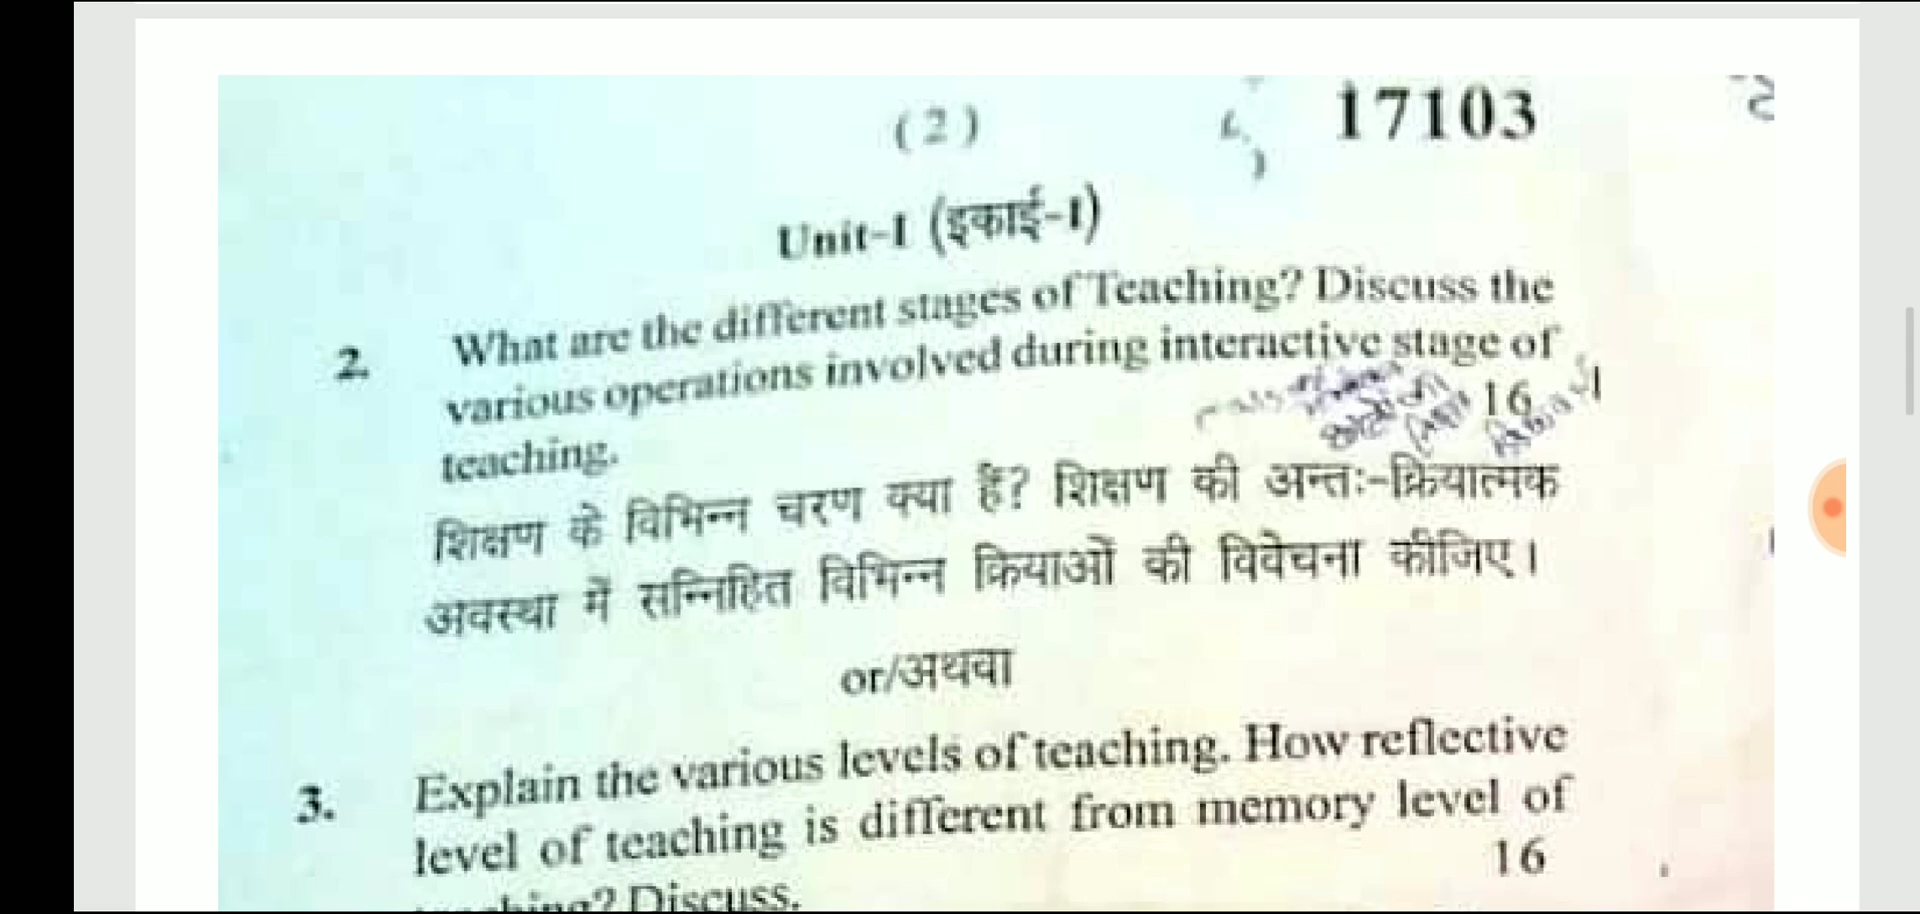 (2)
17103
Unit-I (इकाई-I)
2. What are the different stages of Teaching? Discuss the
various operations involved during interactive stage of
teaching. 16
शिक्षण के विभिन्न चरण क्या हैं? शिक्षण की अन्तः-क्रियात्मक
अवस्था में सन्निहित विभिन्न क्रियाओं की विवेचना कीजिए।
or/अथवा
3. Explain the various levels of teaching. How reflective
level of teaching is different from memory level of
Discuss. 16